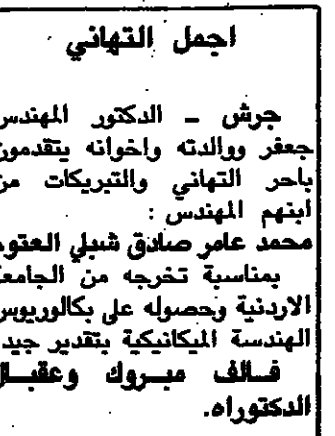 اجمل التهاني
جرش - الدكتور المهندس
جعفر ووالدته واخوانه يتقدمون
باحر التهاني والتبريكات من
ابنهم المهندس :
محمد عامر صادق شبلي العتوم
بمناسبة تخرجه من الجامعة
الاردنية وحصوله على بكالوريوس
الهندسة الميكانيكية بتقدير جيد
فالف مبروك وعقبال
الدكتوراه.